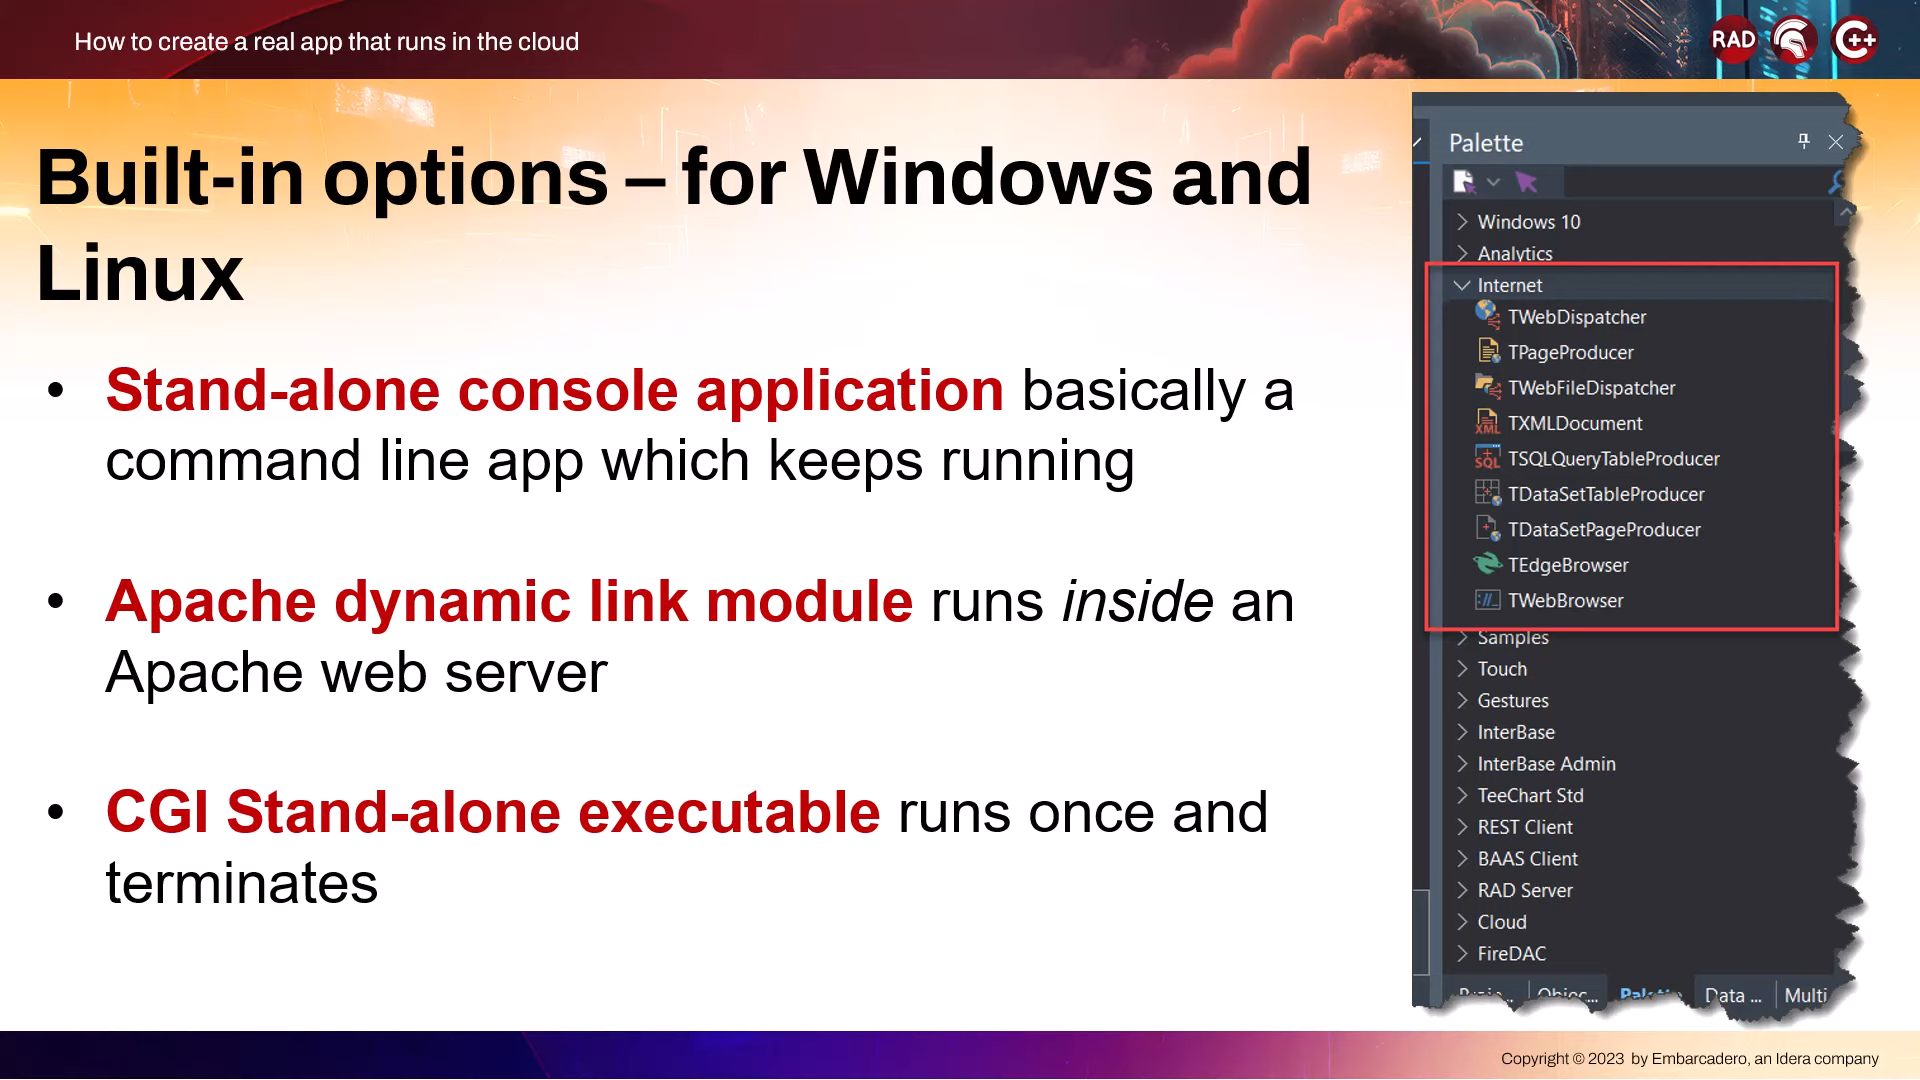 How to create a real app that runs in the cloud
RAD
C++
Built-in options – for Windows and
Linux
• Stand-alone console application basically a
command line app which keeps running
• Apache dynamic link module runs inside an
Apache web server
• CGI Stand-alone executable runs once and
terminates
Palette
Windows 10
Analytics
Internet
TWebDispatcher
TPageProducer
TWebFileDispatcher
XML TXMLDocument
SQL TSQLQueryTableProducer
TDataSetTableProducer
TDataSetPageProducer
TEdgeBrowser
:// TWebBrowser
Samples
Touch
Gestures
InterBase
InterBase Admin
TeeChart Std
REST Client
BAAS Client
RAD Server
Cloud
FireDAC
Objec... Palette Data ... Multi
Copyright © 2023 by Embarcadero, an Idera company